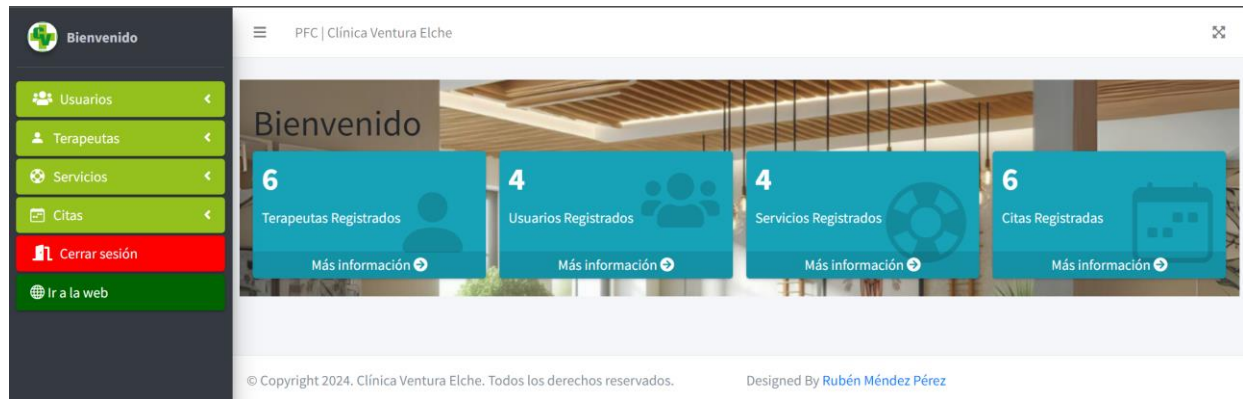 Bienvenido
Usuarios
Terapeutas
Servicios
Citas
Cerrar sesión
Ir a la web
PFC | Clínica Ventura Elche
Bienvenido
6
Terapeutas Registrados
Más información
4
Usuarios Registrados
Más información
4
Servicios Registrados
Más información
6
Citas Registradas
Más información
© Copyright 2024. Clínica Ventura Elche. Todos los derechos reservados.
Designed By Rubén Méndez Pérez